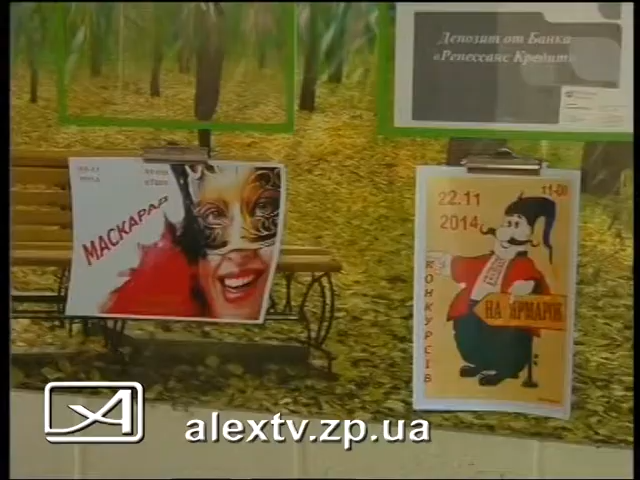 Депозит от Банка
«Ренессанс Кредит»
МАСКАРАД
22.11
2014
11-00
КОНКУРСІВ
НА ЯРМАРОК
alextv.zp.ua